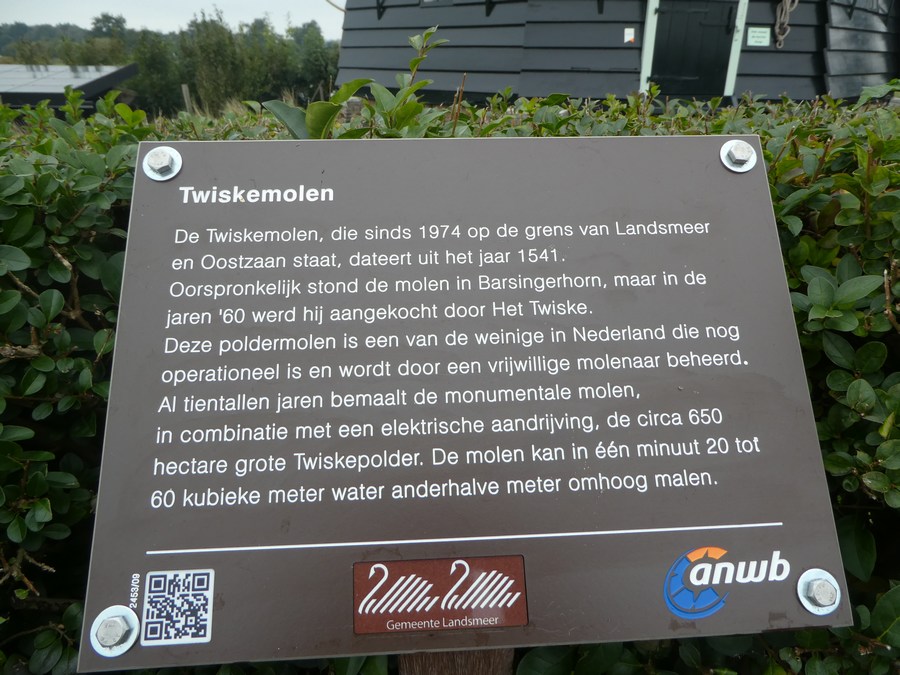 Twiskemolen
De Twiskemolen, die sinds 1974 op de grens van Landsmeer
en Oostzaan staat, dateert uit het jaar 1541.
Oorspronkelijk stond de molen in Barsingerhorn, maar in de
jaren '60 werd hij aangekocht door Het Twiske.
Deze poldermolen is een van de weinige in Nederland die nog
operationeel is en wordt door een vrijwillige molenaar beheerd.
Al tientallen jaren bemaalt de monumentale molen,
in combinatie met een elektrische aandrijving, de circa 650
hectare grote Twiskepolder. De molen kan in één minuut 20 tot
60 kubieke meter water anderhalve meter omhoog malen.
2453/09
Gemeente Landsmeer
anwb